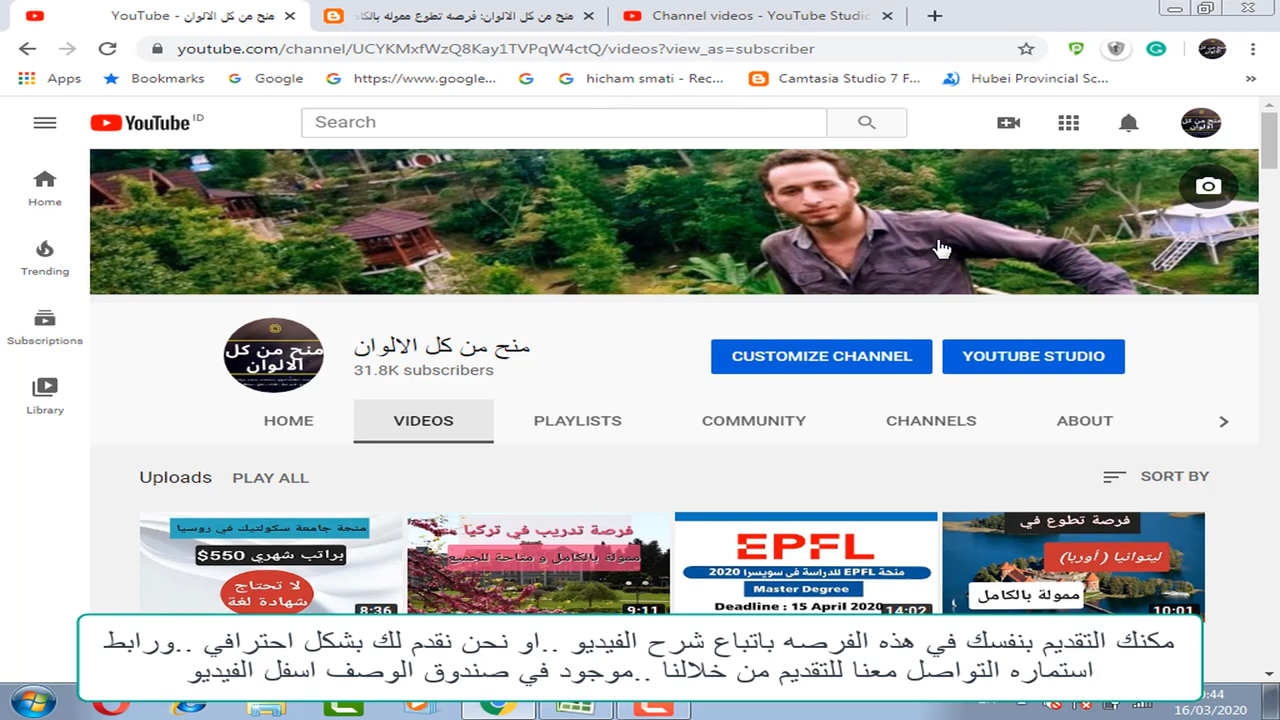 منح من كل الالوان - YouTube
منح من كل الالوان: فرصه تطوع ممولة بالكا
Channel videos - YouTube Studio
youtube.com/channel/UCYKMxfWzQ8Kay1TVPqW4ctQ/videos?view_as=subscriber
Apps
Bookmarks
Google
https://www.google...
hicham smati - Rec...
Camtasia Studio 7 F...
Hubei Provincial Sc...
YouTube ID
Search
Home
Trending
Subscriptions
Library
منح من كل الالوان
منح من كل الالوان
31.8K subscribers
CUSTOMIZE CHANNEL
YOUTUBE STUDIO
HOME
VIDEOS
PLAYLISTS
COMMUNITY
CHANNELS
ABOUT
Uploads
PLAY ALL
SORT BY
منحة جامعة سكولتيك في روسيا
براتب شهري 550$
لا تحتاج
شهادة لغة
8:36
فرصة تدريب في تركيا
ممولة بالكامل و متاحة للجميع
9:11
EPFL
منحة EPFL للدراسة في سويسرا 2020
Master Degree
Deadline : 15 April 2020
14:02
فرصة تطوع في
ليتوانيا (أوربا)
ممولة بالكامل
10:01
مكنك التقديم بنفسك في هذه الفرصه باتباع شرح الفيديو ..او نحن نقدم لك بشكل احترافي ..ورابط
استماره التواصل معنا للتقديم من خلالنا ..موجود في صندوق الوصف اسفل الفيديو
0:44
16/03/2020